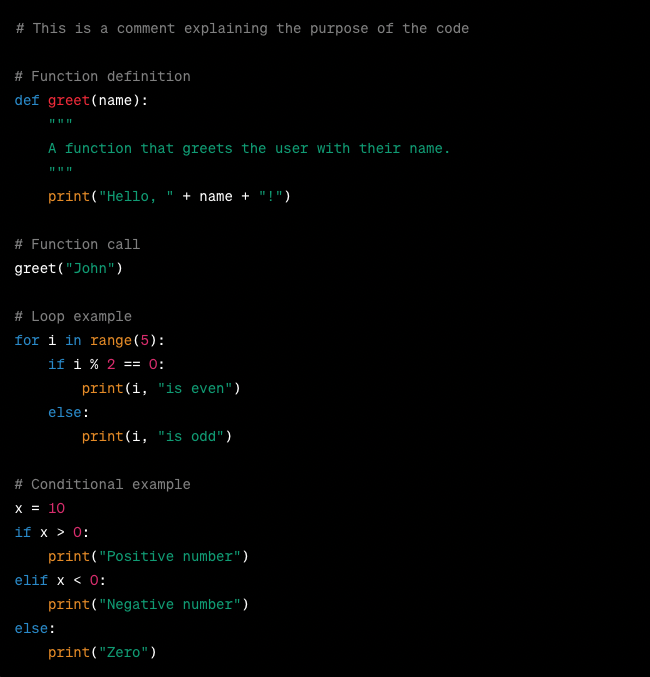 # This is a comment explaining the purpose of the code

# Function definition
def greet(name):
    """
    A function that greets the user with their name.
    """
    print("Hello, " + name + "!")

# Function call
greet("John")

# Loop example
for i in range(5):
    if i % 2 == 0:
        print(i, "is even")
    else:
        print(i, "is odd")

# Conditional example
x = 10
if x > 0:
    print("Positive number")
elif x < 0:
    print("Negative number")
else:
    print("Zero")